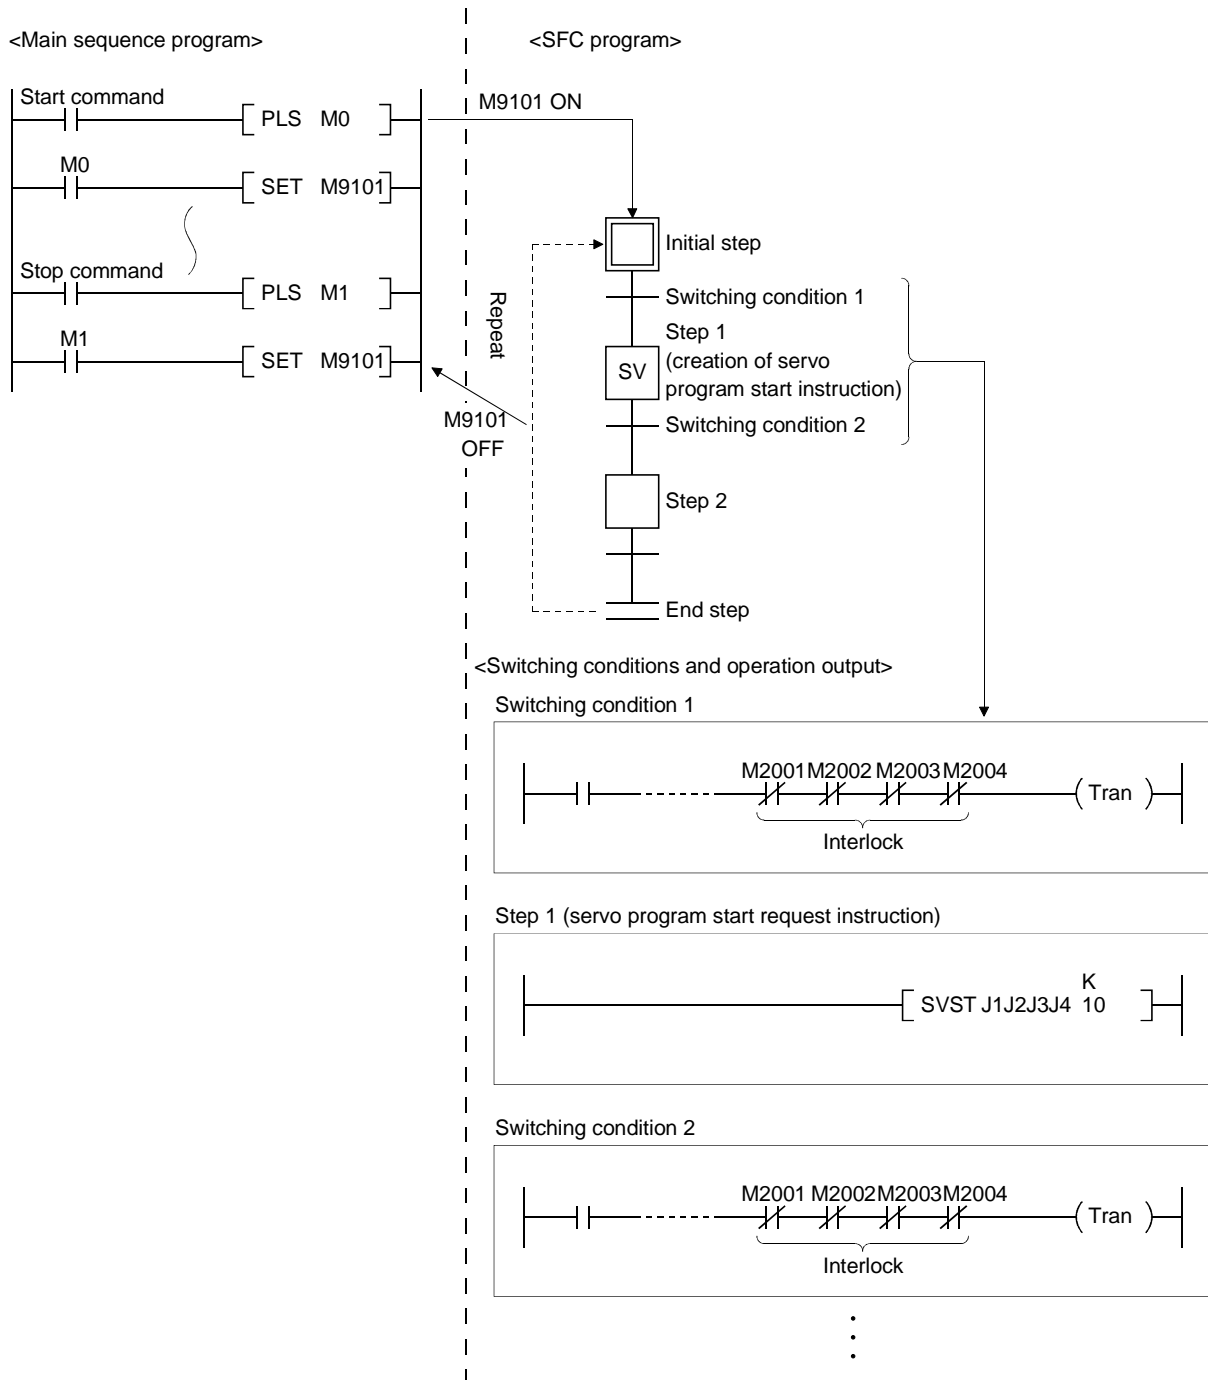 <Main sequence program>
Start command
PLS M0
M0
SET M9101
Stop command
PLS M1
M1
SET M9101
<SFC program>
M9101 ON
Initial step
Switching condition 1
Step 1
(creation of servo
program start instruction)
SV
Switching condition 2
Repeat
M9101
OFF
Step 2
End step
<Switching conditions and operation output>
Switching condition 1
M2001 M2002 M2003 M2004
Tran
Interlock
Step 1 (servo program start request instruction)
K
SVST J1J2J3J4 10
Switching condition 2
M2001 M2002 M2003 M2004
Tran
Interlock